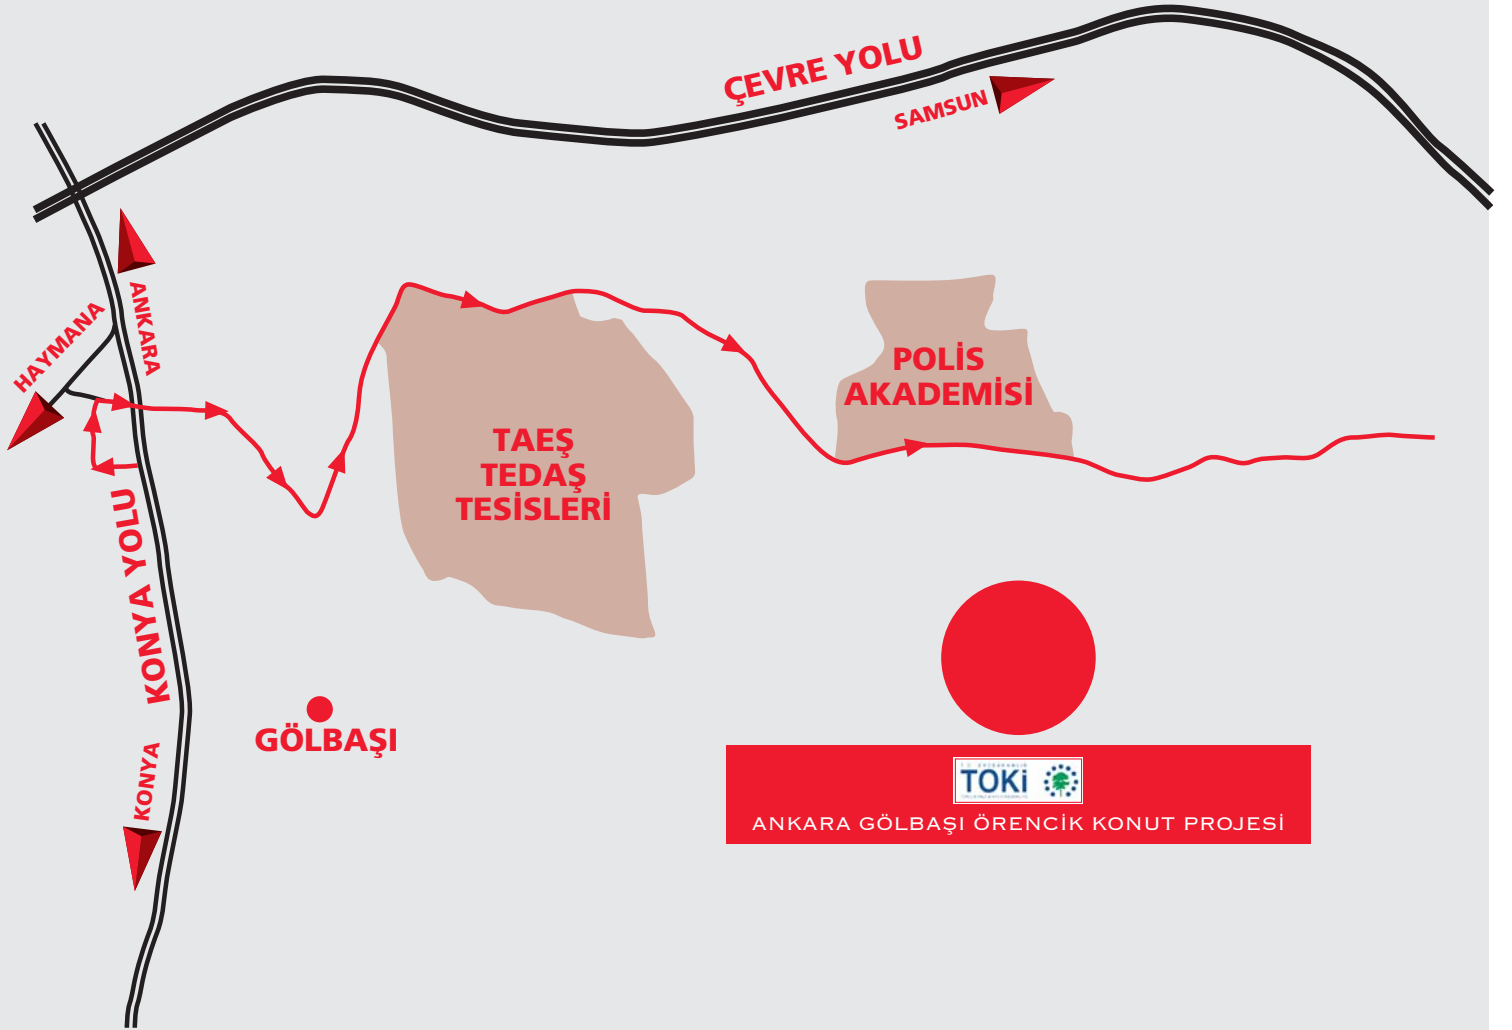 ÇEVRE YOLU
SAMSUN
ANKARA
HAYMANA
POLİS
AKADEMİSİ
TAEŞ
TEDAŞ
TESİSLERİ
KONYA YOLU
GÖLBAŞI
KONYA
TOKİ
ANKARA GÖLBAŞI ÖRENCİK KONUT PROJESİ